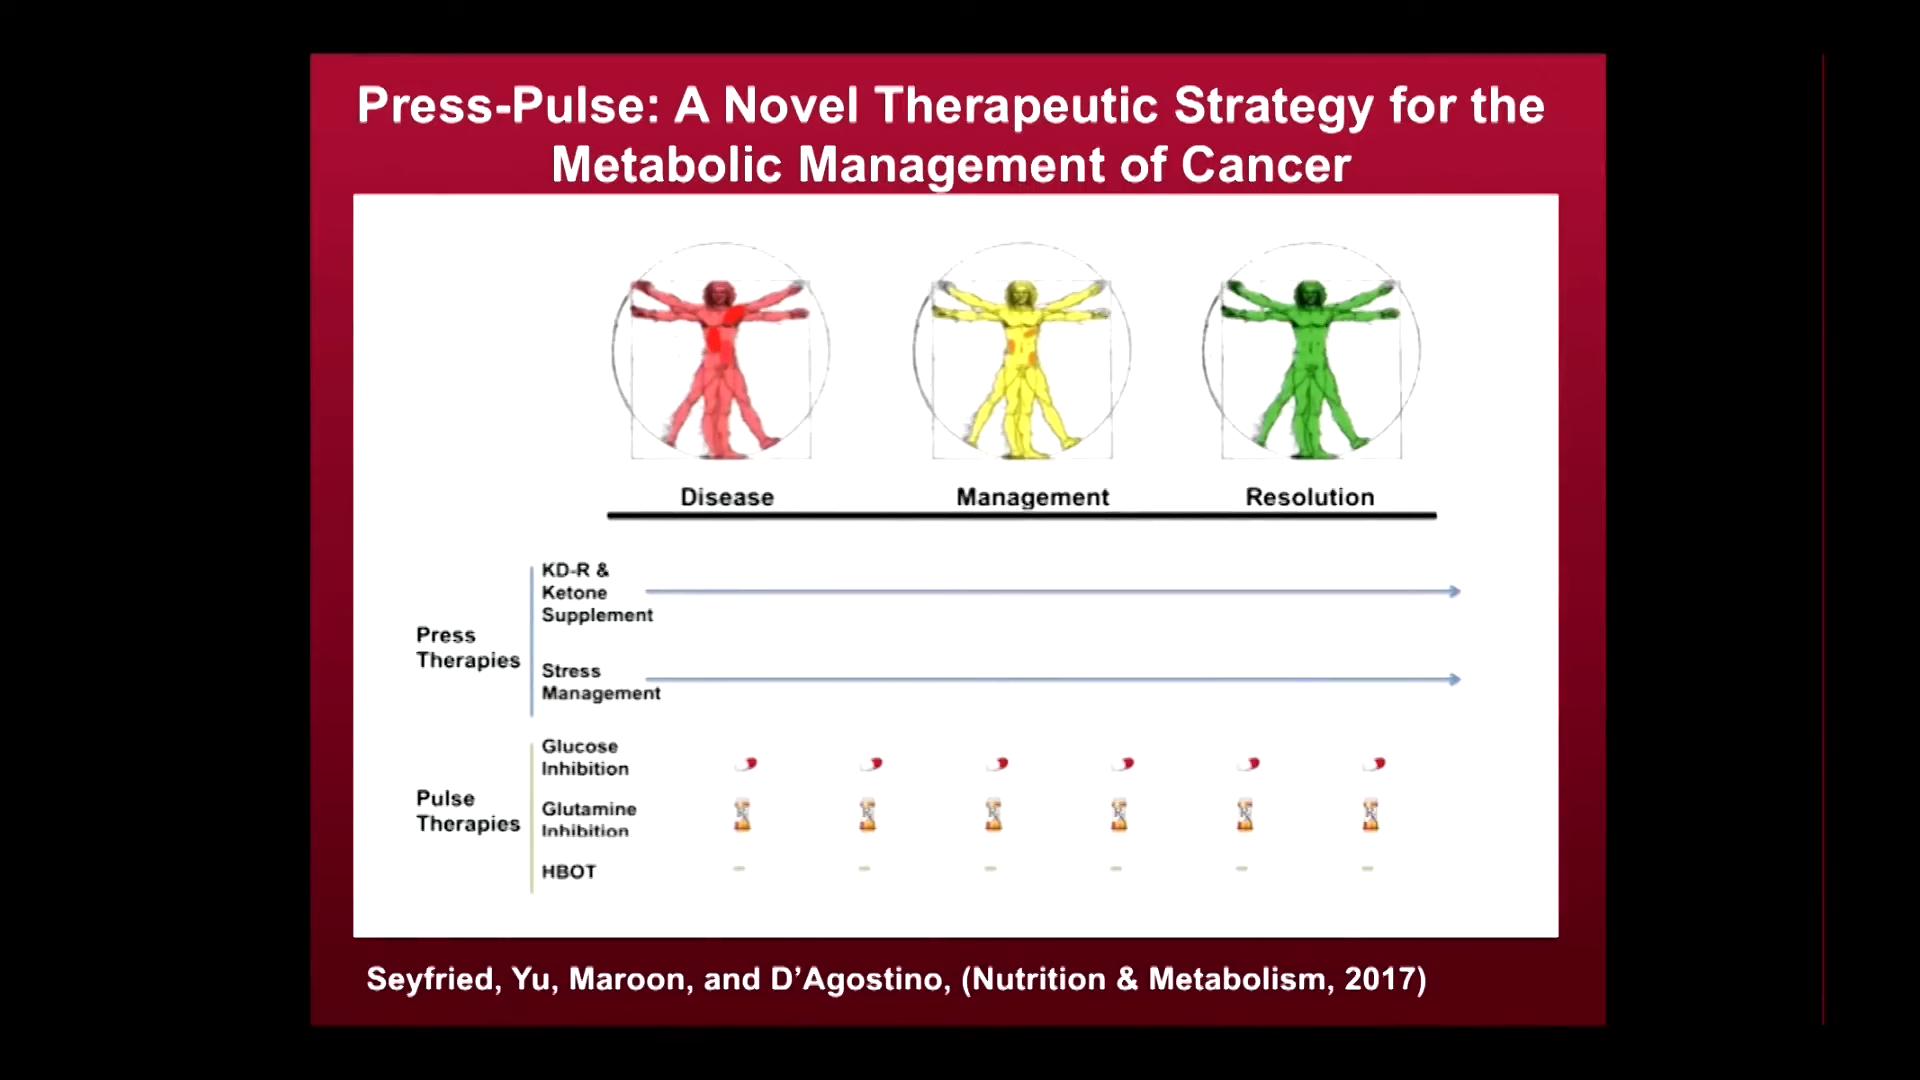 Press-Pulse: A Novel Therapeutic Strategy for the
Metabolic Management of Cancer
Disease
Management
Resolution
Press
Therapies
KD-R &
Ketone
Supplement
Stress
Management
Pulse
Therapies
Glucose
Inhibition
Glutamine
Inhibition
HBOT
Seyfried, Yu, Maroon, and D’Agostino, (Nutrition & Metabolism, 2017)